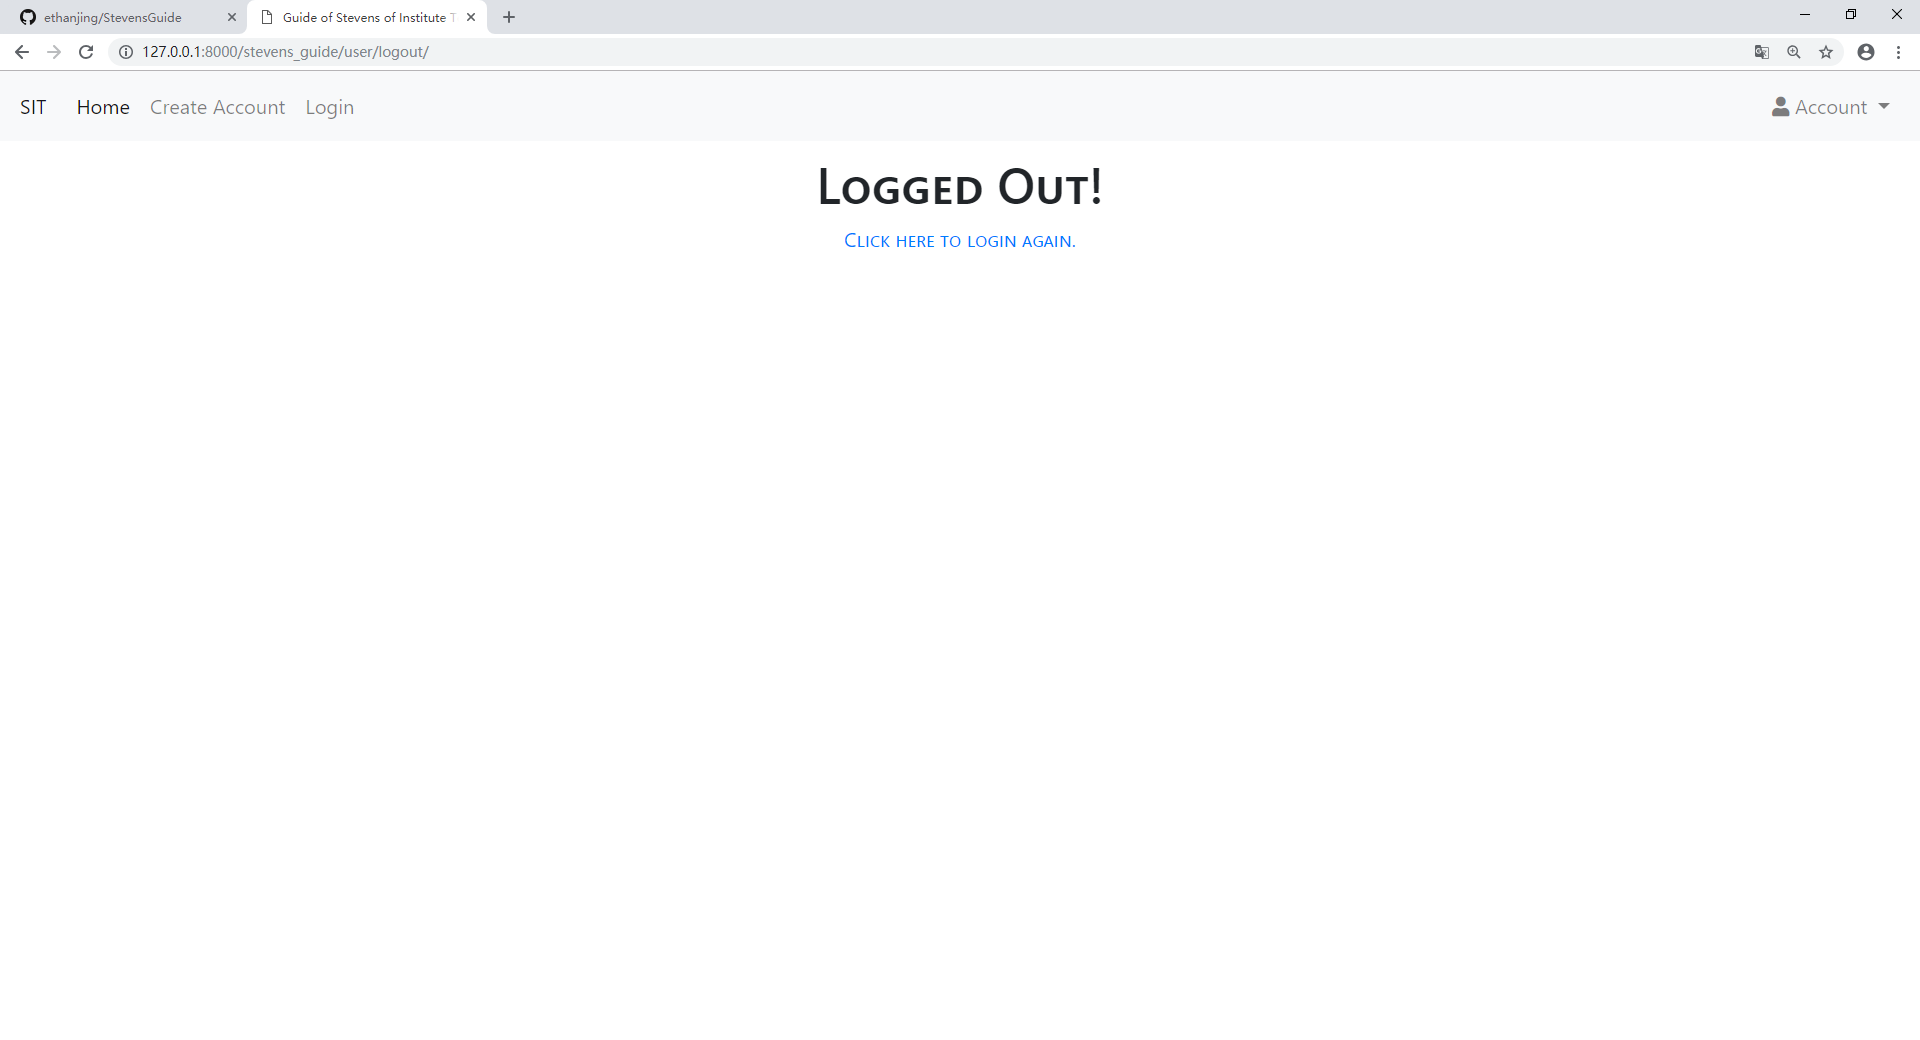 ethanjing/StevensGuide
Guide of Stevens of Institute
127.0.0.1:8000/stevens_guide/user/logout/
SIT Home Create Account Login Account
Logged Out!
Click here to login again.